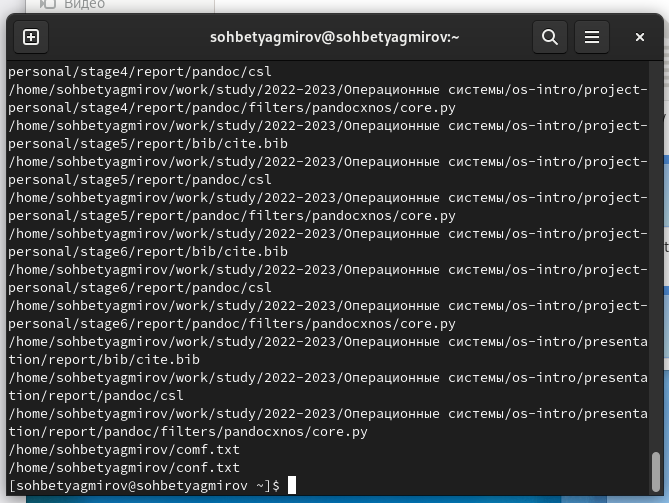 Видео
sohbetyagmirov@sohbetyagmirov:~
personal/stage4/report/pandoc/csl
/home/sohbetyagmirov/work/study/2022-2023/Операционные системы/os-intro/project-
personal/stage4/report/pandoc/filters/pandocxnos/core.py
/home/sohbetyagmirov/work/study/2022-2023/Операционные системы/os-intro/project-
personal/stage5/report/bib/cite.bib
/home/sohbetyagmirov/work/study/2022-2023/Операционные системы/os-intro/project-
personal/stage5/report/pandoc/csl
/home/sohbetyagmirov/work/study/2022-2023/Операционные системы/os-intro/project-
personal/stage5/report/pandoc/filters/pandocxnos/core.py
/home/sohbetyagmirov/work/study/2022-2023/Операционные системы/os-intro/project-
personal/stage6/report/bib/cite.bib
/home/sohbetyagmirov/work/study/2022-2023/Операционные системы/os-intro/project-
personal/stage6/report/pandoc/csl
/home/sohbetyagmirov/work/study/2022-2023/Операционные системы/os-intro/project-
personal/stage6/report/pandoc/filters/pandocxnos/core.py
/home/sohbetyagmirov/work/study/2022-2023/Операционные системы/os-intro/presenta
tion/report/bib/cite.bib
/home/sohbetyagmirov/work/study/2022-2023/Операционные системы/os-intro/presenta
tion/report/pandoc/csl
/home/sohbetyagmirov/work/study/2022-2023/Операционные системы/os-intro/presenta
tion/report/pandoc/filters/pandocxnos/core.py
/home/sohbetyagmirov/comf.txt
/home/sohbetyagmirov/conf.txt
[sohbetyagmirov@sohbetyagmirov ~]$